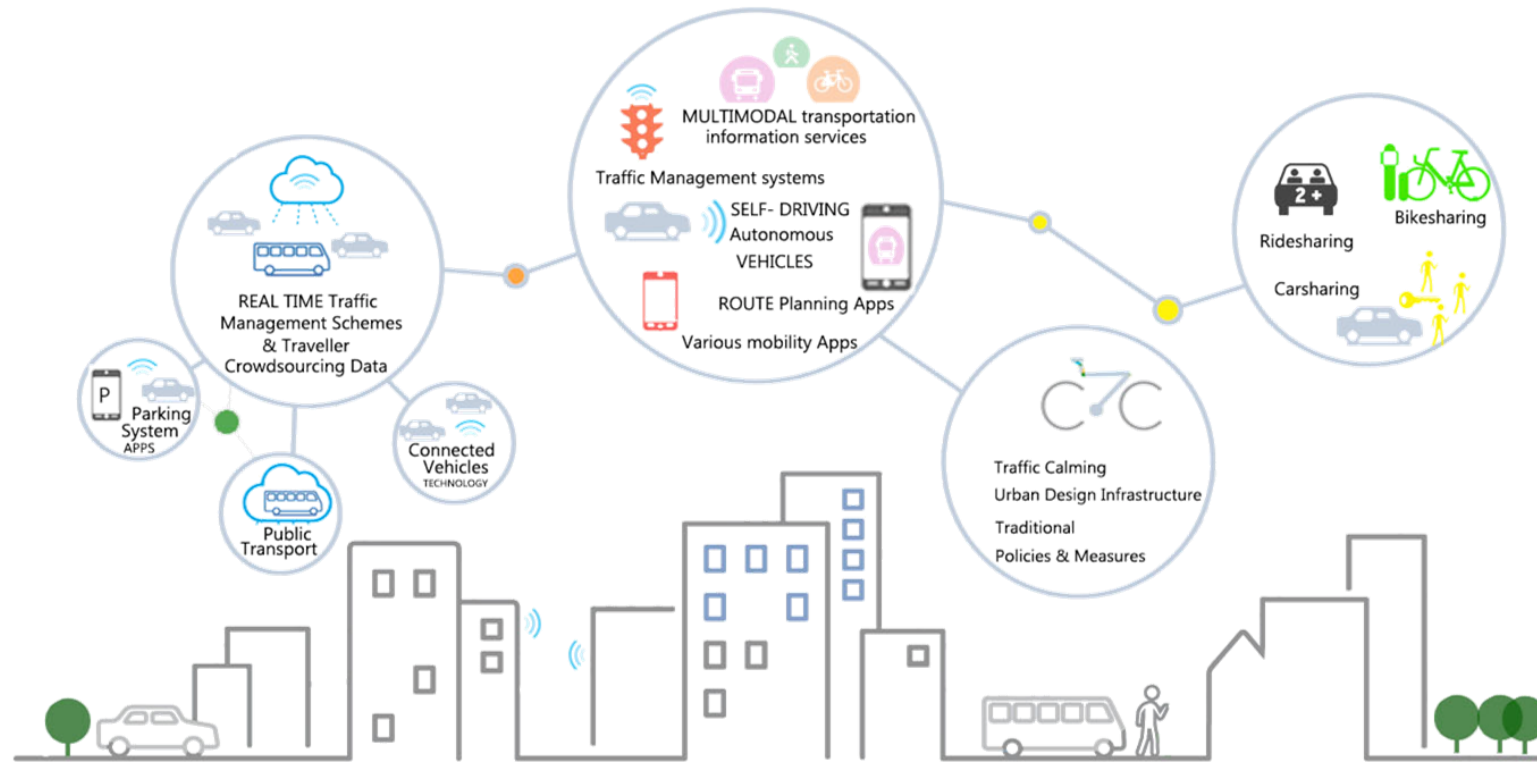 MULTIMODAL transportation
information services
Traffic Management systems
SELF- DRIVING
Autonomous
VEHICLES
ROUTE Planning Apps
Various mobility Apps
REAL TIME Traffic
Management Schemes
& Traveller
Crowdsourcing Data
P
Parking
System
APPS
Public
Transport
Connected
Vehicles
TECHNOLOGY
2+
Ridesharing
Bikesharing
Carsharing
Traffic Calming
Urban Design Infrastructure
Traditional
Policies & Measures